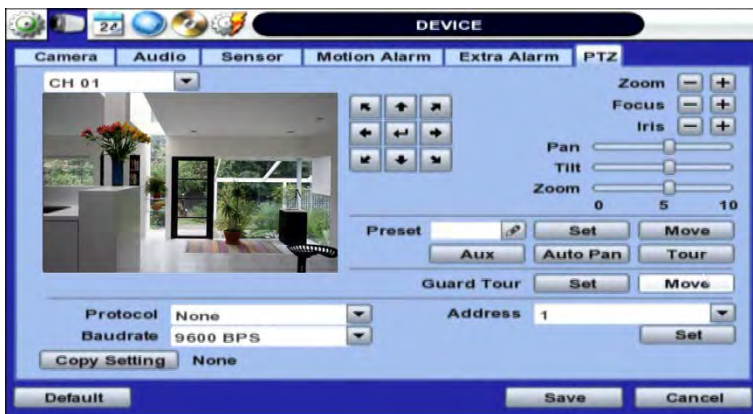 24
DEVICE
Camera Audio Sensor Motion Alarm Extra Alarm PTZ
CH 01
Zoom - +
Focus - +
Iris - +
Pan
Tilt
Zoom
0 5 10
Preset Set Move
Aux Auto Pan Tour
Guard Tour Set Move
Protocol None Address 1
Baudrate 9600 BPS Set
Copy Setting None
Default Save Cancel